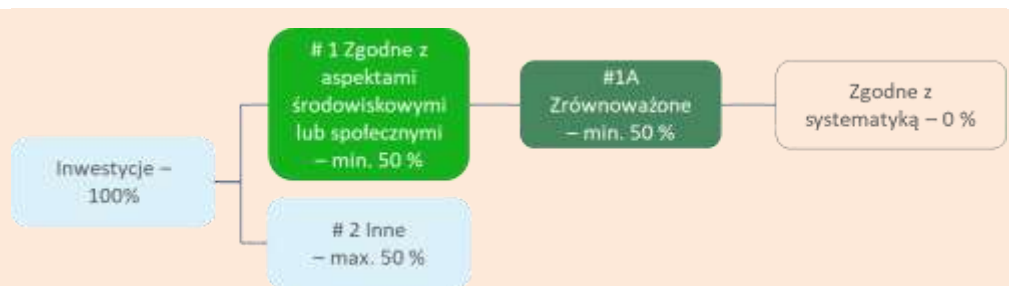 # 1 Zgodne z
aspektami
środowiskowymi
lub społecznymi
– min. 50 %
#1A
Zrównoważone
– min. 50 %
Zgodne z
systematyką – 0 %
Inwestycje –
100%
# 2 Inne
– max. 50 %